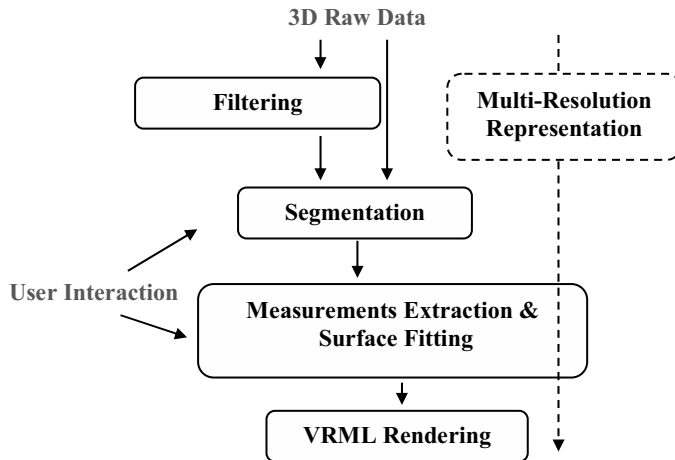 3D Raw Data
Filtering
Multi-Resolution
Representation
Segmentation
User Interaction
Measurements Extraction &
Surface Fitting
VRML Rendering